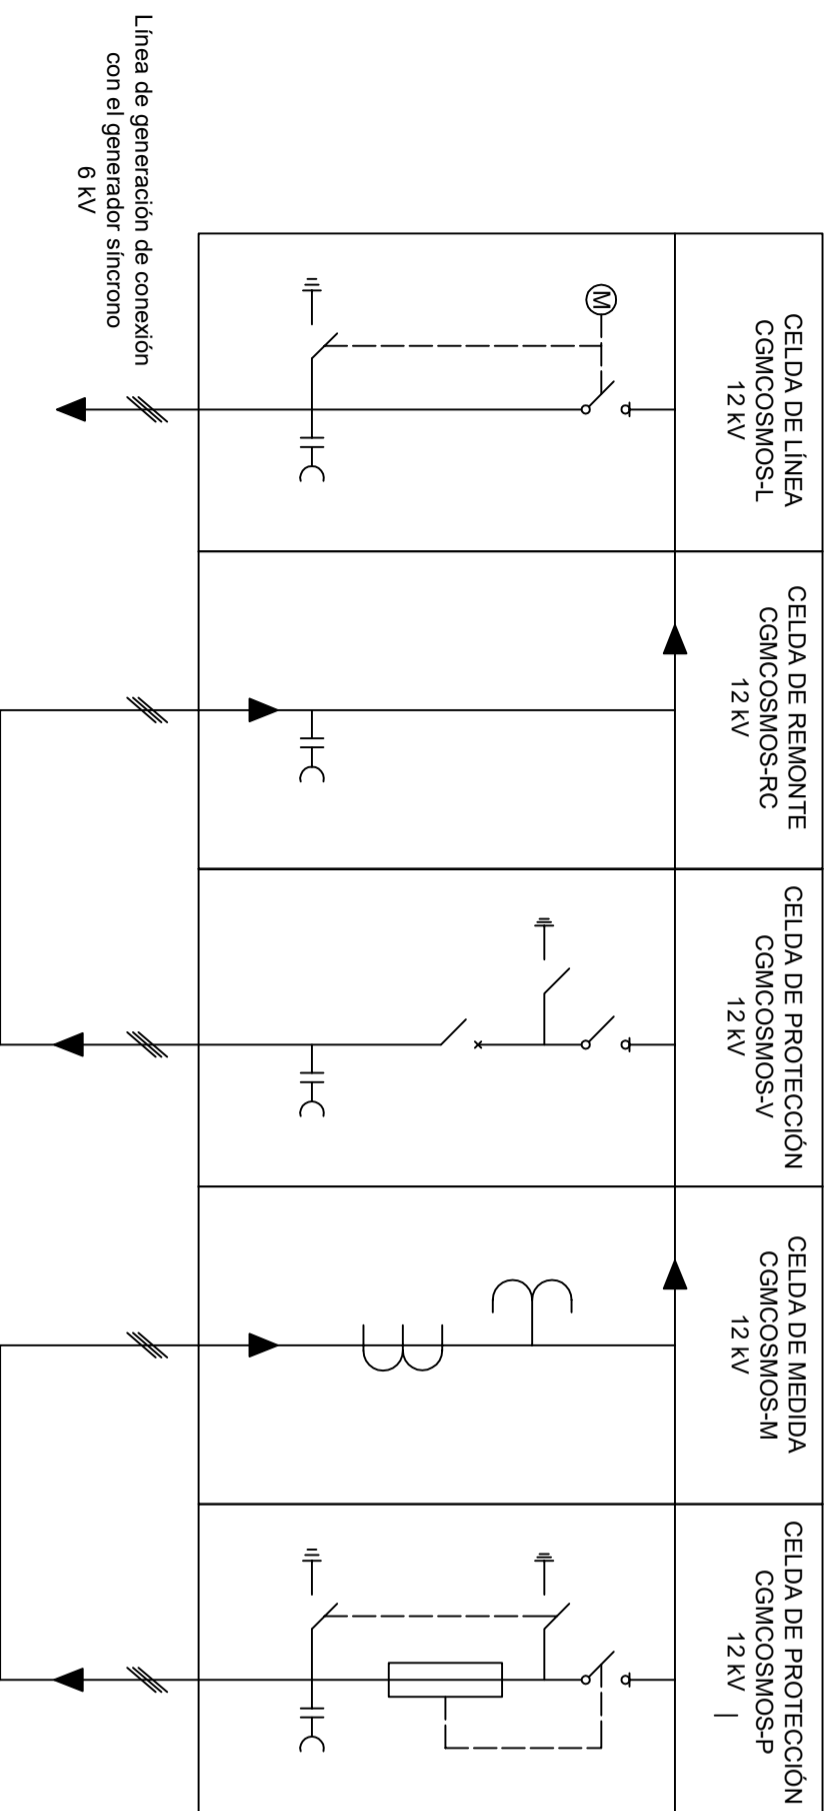 CELDA DE LÍNEA
CGMCOSMOS-L
12 kV
CELDA DE REMONTE
CGMCOSMOS-RC
12 kV
CELDA DE PROTECCIÓN
CGMCOSMOS-V
12 kV
CELDA DE MEDIDA
CGMCOSMOS-M
12 kV
CELDA DE PROTECCIÓN
CGMCOSMOS-P
12 kV
M
Línea de generación de conexión
con el generador síncrono
6 kV